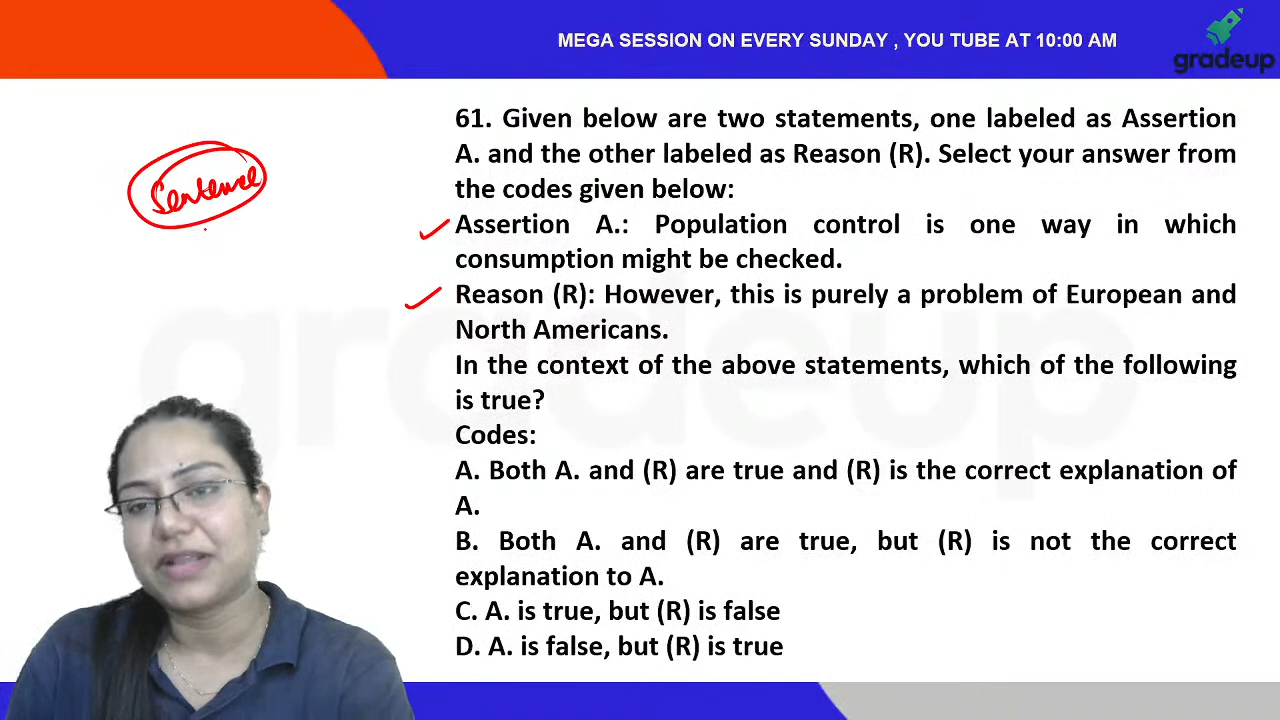 MEGA SESSION ON EVERY SUNDAY , YOU TUBE AT 10:00 AM
gradeup
Sentence
61. Given below are two statements, one labeled as Assertion
A. and the other labeled as Reason (R). Select your answer from
the codes given below:
Assertion A.: Population control is one way in which
consumption might be checked.
Reason (R): However, this is purely a problem of European and
North Americans.
In the context of the above statements, which of the following
is true?
Codes:
A. Both A. and (R) are true and (R) is the correct explanation of
A.
B. Both A. and (R) are true, but (R) is not the correct
explanation to A.
C. A. is true, but (R) is false
D. A. is false, but (R) is true
gradeup